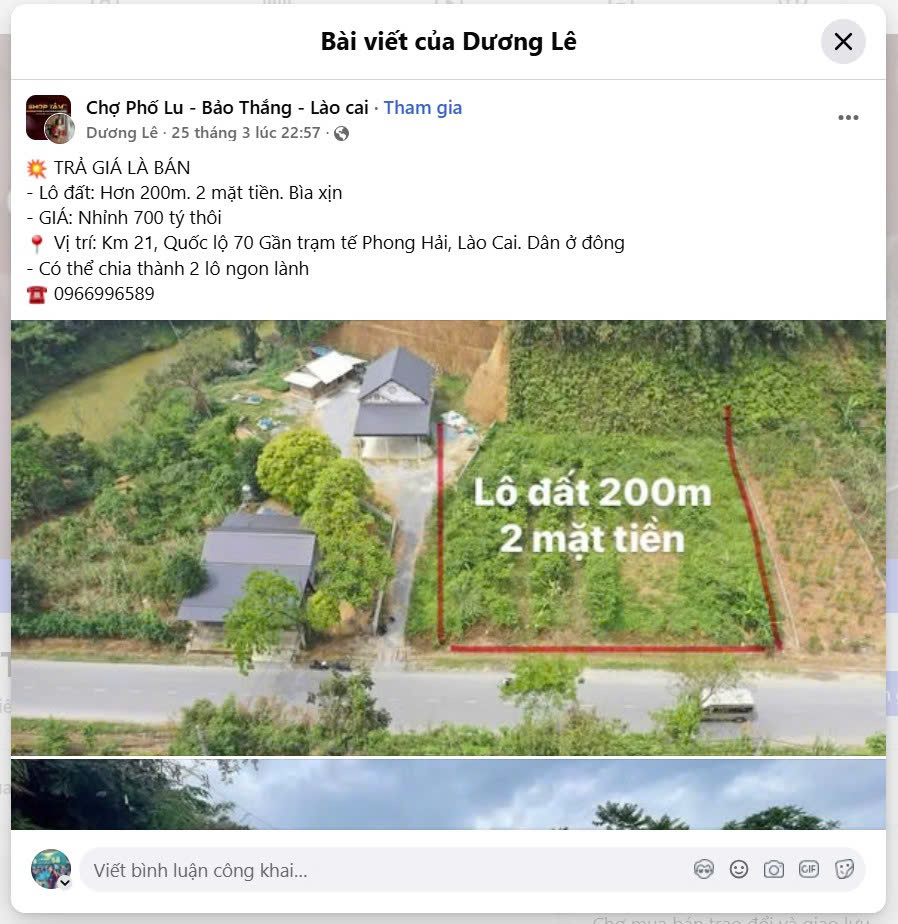 Bài viết của Dương Lê
Chợ Phố Lu - Bảo Thắng - Lào cai · Tham gia
Dương Lê · 25 tháng 3 lúc 22:57 ·
💥 TRẢ GIÁ LÀ BÁN
- Lô đất: Hơn 200m. 2 mặt tiền. Bìa xịn
- GIÁ: Nhỉnh 700 tý thôi
📍 Vị trí: Km 21, Quốc lộ 70 Gần trạm tế Phong Hải, Lào Cai. Dân ở đông
- Có thể chia thành 2 lô ngon lành
☎️ 0966996589
Lô đất 200m
2 mặt tiền
Viết bình luận công khai...
GIF